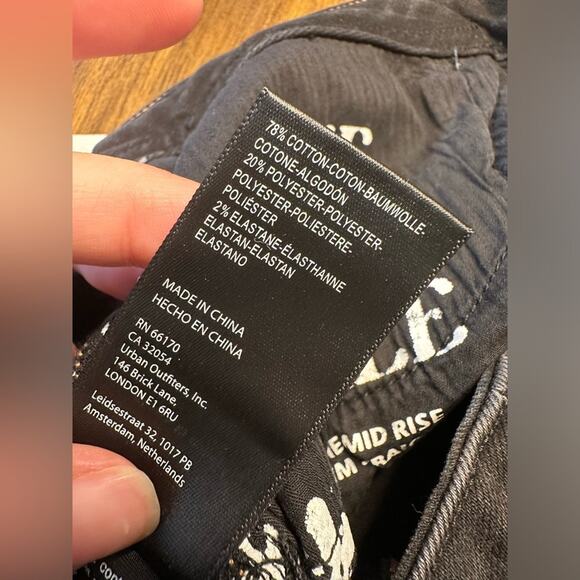 78% COTTON-COTON-BAUMWOLLE-
COTONE-ALGODÓN
20% POLYESTER-POLYESTER-
POLYESTER-POLIESTERE-
POLIÉSTER
2% ELASTANE-ÉLASTHANNE
ELASTAN-ELASTAN
ELASTANO
MADE IN CHINA
HECHO EN CHINA
RN 66170
CA 32054
Urban Outfitters, Inc.
146 Brick Lane,
LONDON E1 6RU
Leidsestraat 32, 1017 PB
Amsterdam, Netherlands
MID RISE